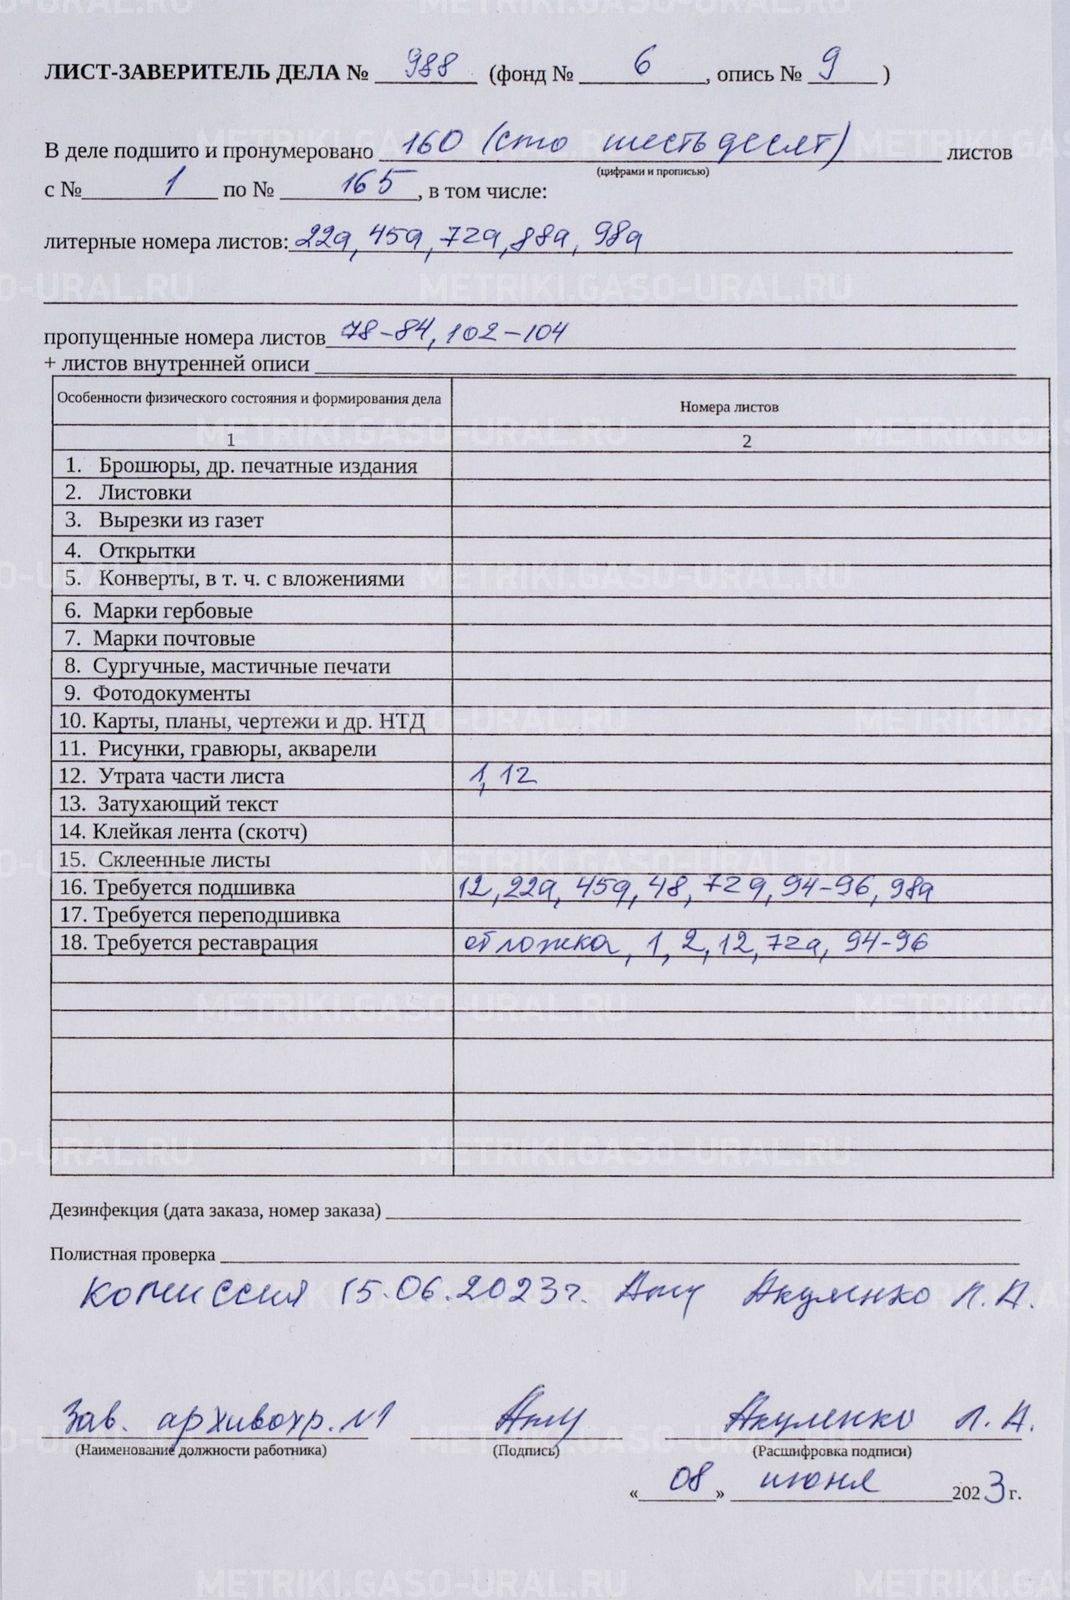 ЛИСТ-ЗАВЕРИТЕЛЬ ДЕЛА № 988 (фонд № 6, опись № 9)
В деле подшито и пронумеровано 160 (сто шестьдесят) листов
(цифрами и прописью)
с № 1 по № 165, в том числе:
литерные номера листов: 22а, 45а, 72а, 88а, 98а
пропущенные номера листов 78-84, 102-104
+ листов внутренней описи
Особенности физического состояния и формирования дела Номера листов
1 2
1. Брошюры, др. печатные издания
2. Листовки
3. Вырезки из газет
4. Открытки
5. Конверты, в т. ч. с вложениями
6. Марки гербовые
7. Марки почтовые
8. Сургучные, мастичные печати
9. Фотодокументы
10. Карты, планы, чертежи и др. НТД
11. Рисунки, гравюры, акварели
12. Утрата части листа 1, 12
13. Затухающий текст
14. Клейкая лента (скотч)
15. Склеенные листы
16. Требуется подшивка 12, 22а, 45а, 48, 72а, 94-96, 98а
17. Требуется переподшивка
18. Требуется реставрация обложка, 1, 2, 12, 72а, 94-96
Дезинфекция (дата заказа, номер заказа)
Полистная проверка
комиссия 15.06.2023г. Акуленко Л.А.
Зав. архивохр. №1 Акуленко Л.А.
(Наименование должности работника) (Подпись) (Расшифровка подписи)
«08» июня 2023 г.
METRIKI.GASO-URAL.RU